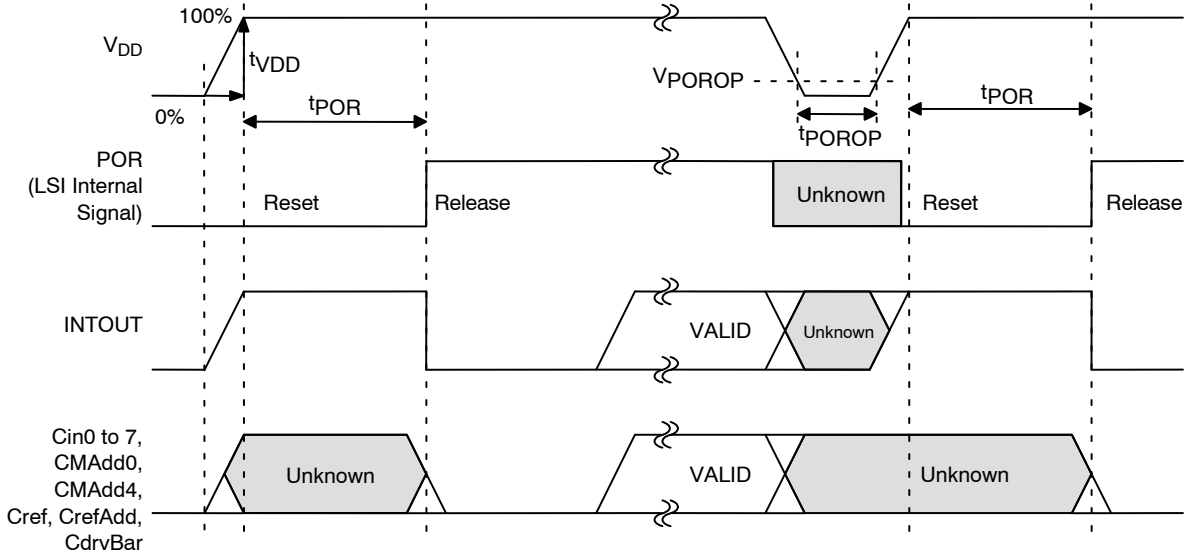 100%
VDD
tVDD
VPOROP
0%
tPOR
tPOROP
tPOR
POR
(LSI Internal
Signal)
Reset
Release
Unknown
Reset
Release
INTOUT
VALID
Unknown
Cin0 to 7,
CMAdd0,
CMAdd4,
Cref, CrefAdd,
CdrvBar
Unknown
VALID
Unknown